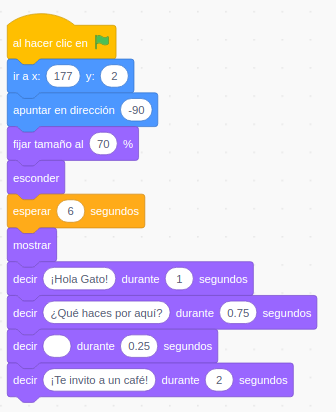 al hacer clic en
ir a x: 177 y: 2
apuntar en dirección -90
fijar tamaño al 70 %
esconder
esperar 6 segundos
mostrar
decir ¡Hola Gato! durante 1 segundos
decir ¿Qué haces por aquí? durante 0.75 segundos
decir durante 0.25 segundos
decir ¡Te invito a un café! durante 2 segundos